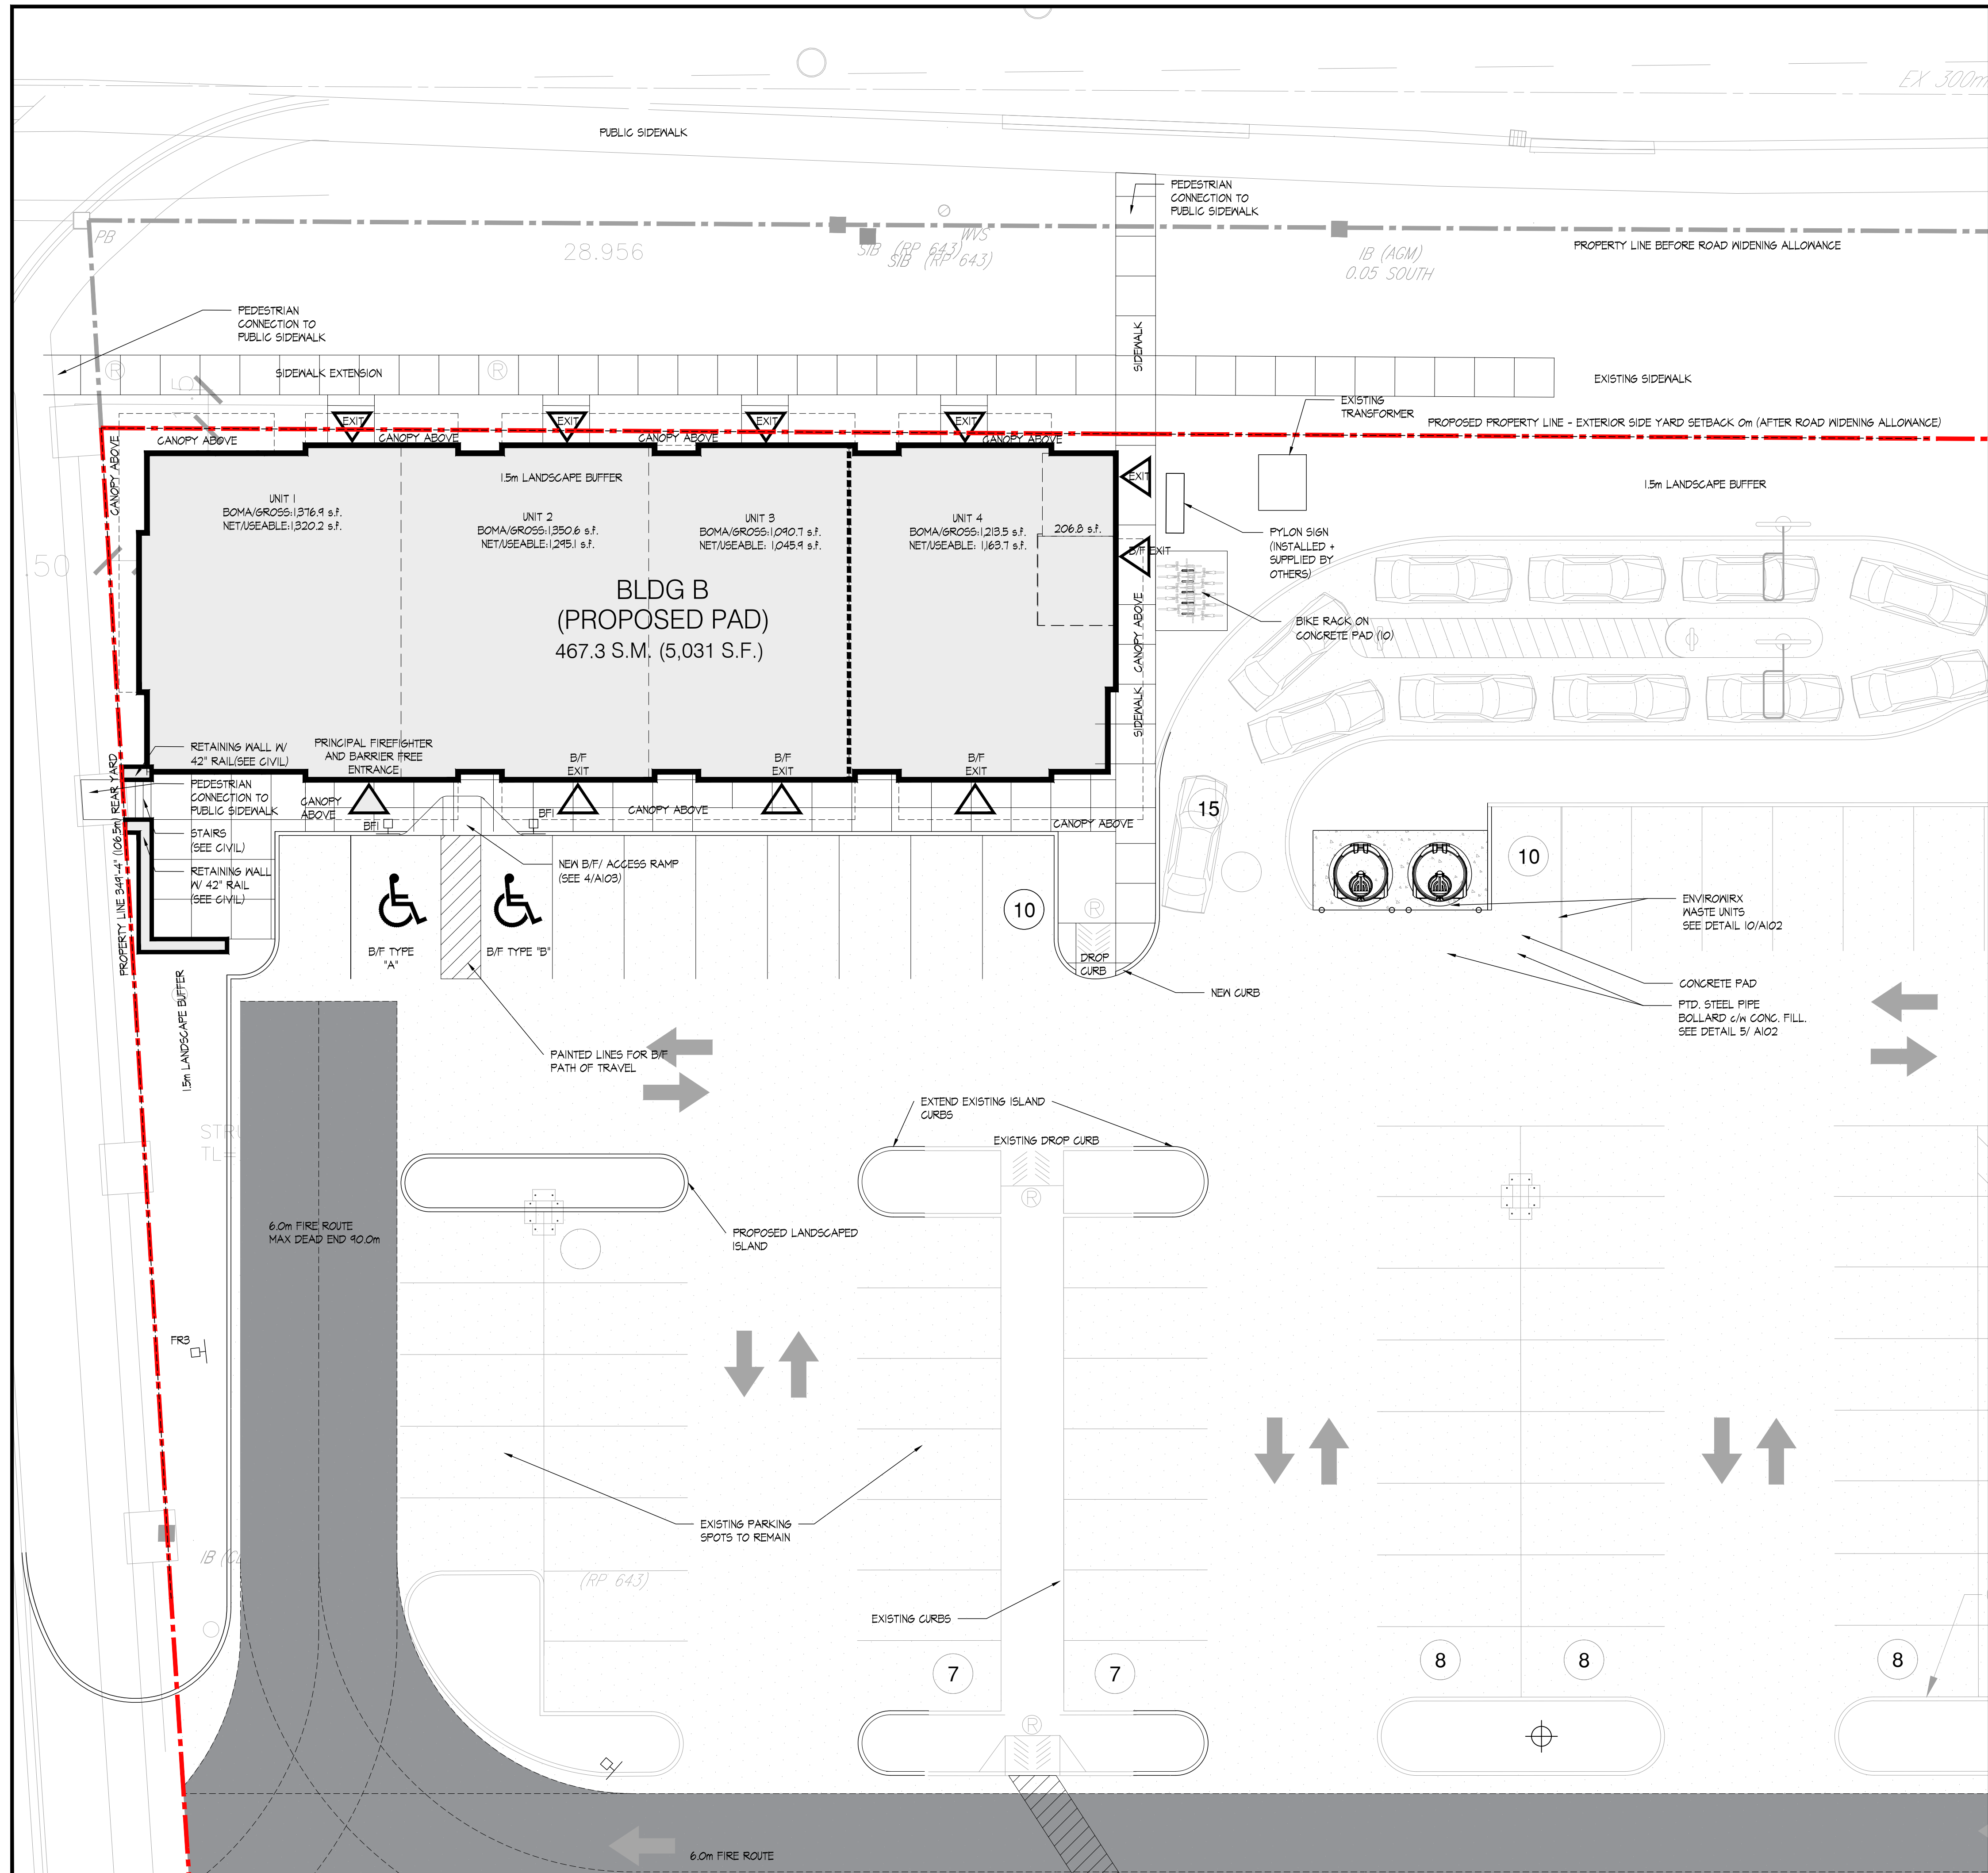 EX 300m
PUBLIC SIDEWALK
PEDESTRIAN
CONNECTION TO
PUBLIC SIDEWALK
PB
28.956
SIB (RP 643)
WVS
SIB (RP 643)
IB (AGM)
0.05 SOUTH
PROPERTY LINE BEFORE ROAD WIDENING ALLOWANCE
PEDESTRIAN
CONNECTION TO
PUBLIC SIDEWALK
SIDEWALK
R
SIDEWALK EXTENSION
R
EXISTING SIDEWALK
EXISTING
TRANSFORMER
EXIT
EXIT
EXIT
EXIT
PROPOSED PROPERTY LINE - EXTERIOR SIDE YARD SETBACK 0m (AFTER ROAD WIDENING ALLOWANCE)
CANOPY ABOVE
CANOPY ABOVE
CANOPY ABOVE
CANOPY ABOVE
CANOPY ABOVE
1.5m LANDSCAPE BUFFER
EXIT
1.5m LANDSCAPE BUFFER
UNIT 1
BOMA/GROSS:1,376.9 s.f.
NET/USEABLE:1,320.2 s.f.
UNIT 2
BOMA/GROSS:1,350.6 s.f.
NET/USEABLE:1,295.1 s.f.
UNIT 3
BOMA/GROSS:1,090.7 s.f.
NET/USEABLE: 1,045.9 s.f.
UNIT 4
BOMA/GROSS:1,213.5 s.f.
NET/USEABLE: 1,163.7 s.f.
206.8 s.f.
PYLON SIGN
(INSTALLED +
SUPPLIED BY
OTHERS)
B/F EXIT
.50
BLDG B
(PROPOSED PAD)
467.3 S.M. (5,031 S.F.)
BIKE RACK ON
CONCRETE PAD (10)
CANOPY ABOVE
SIDEWALK
RETAINING WALL W/
42" RAIL(SEE CIVIL)
PRINCIPAL FIREFIGHTER
AND BARRIER FREE
ENTRANCE
B/F
EXIT
B/F
EXIT
B/F
EXIT
PROPERTY LINE 349'-4" (106.5m) REAR YARD
PEDESTRIAN
CONNECTION TO
PUBLIC SIDEWALK
CANOPY
ABOVE
CANOPY ABOVE
CANOPY ABOVE
BF1
BF1
15
STAIRS
(SEE CIVIL)
RETAINING WALL
W/ 42" RAIL
(SEE CIVIL)
NEW B/F/ ACCESS RAMP
(SEE 4/A103)
10
ENVIROWIRX
WASTE UNITS
SEE DETAIL 10/A102
10
R
B/F TYPE
"A"
B/F TYPE "B"
DROP
CURB
NEW CURB
CONCRETE PAD
PTD. STEEL PIPE
BOLLARD c/w CONC. FILL.
SEE DETAIL 5/ A102
1.5m LANDSCAPE BUFFER
PAINTED LINES FOR B/F
PATH OF TRAVEL
EXTEND EXISTING ISLAND
CURBS
EXISTING DROP CURB
R
TL=
6.0m FIRE ROUTE
MAX DEAD END 90.0m
PROPOSED LANDSCAPED
ISLAND
FR3
EXISTING PARKING
SPOTS TO REMAIN
(RP 643)
EXISTING CURBS
7
7
8
8
8
R
6.0m FIRE ROUTE